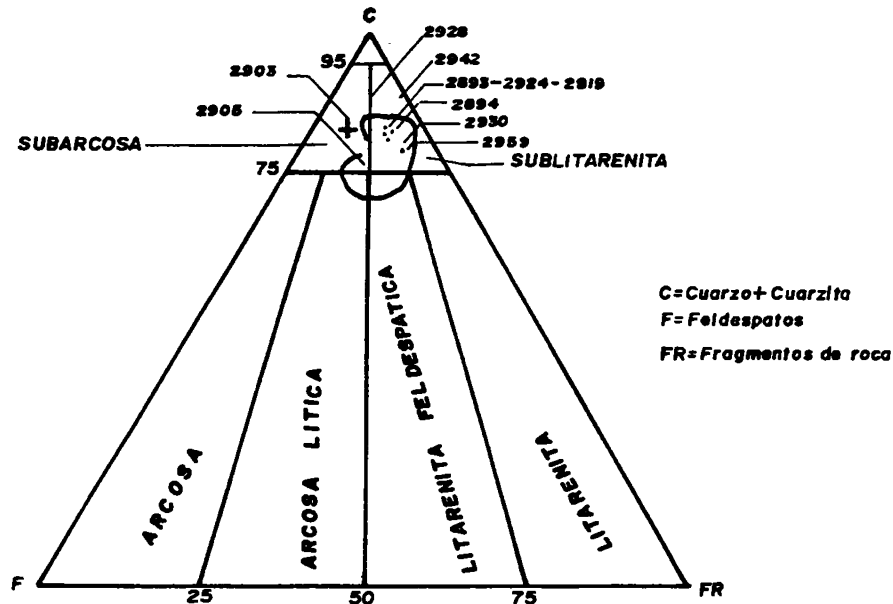 C
2928
95
2942
2903
2893-2924-2919
2905
2894
2930
SUBARCOSA
2959
SUBLITARENITA
75
C=Cuarzo+Cuarzita
F=Feldespatos
FR=Fragmentos de roca
ARCOSA
ARCOSA LITICA
LITARENITA FELDESPATICA
LITARENITA
F
25
50
75
FR